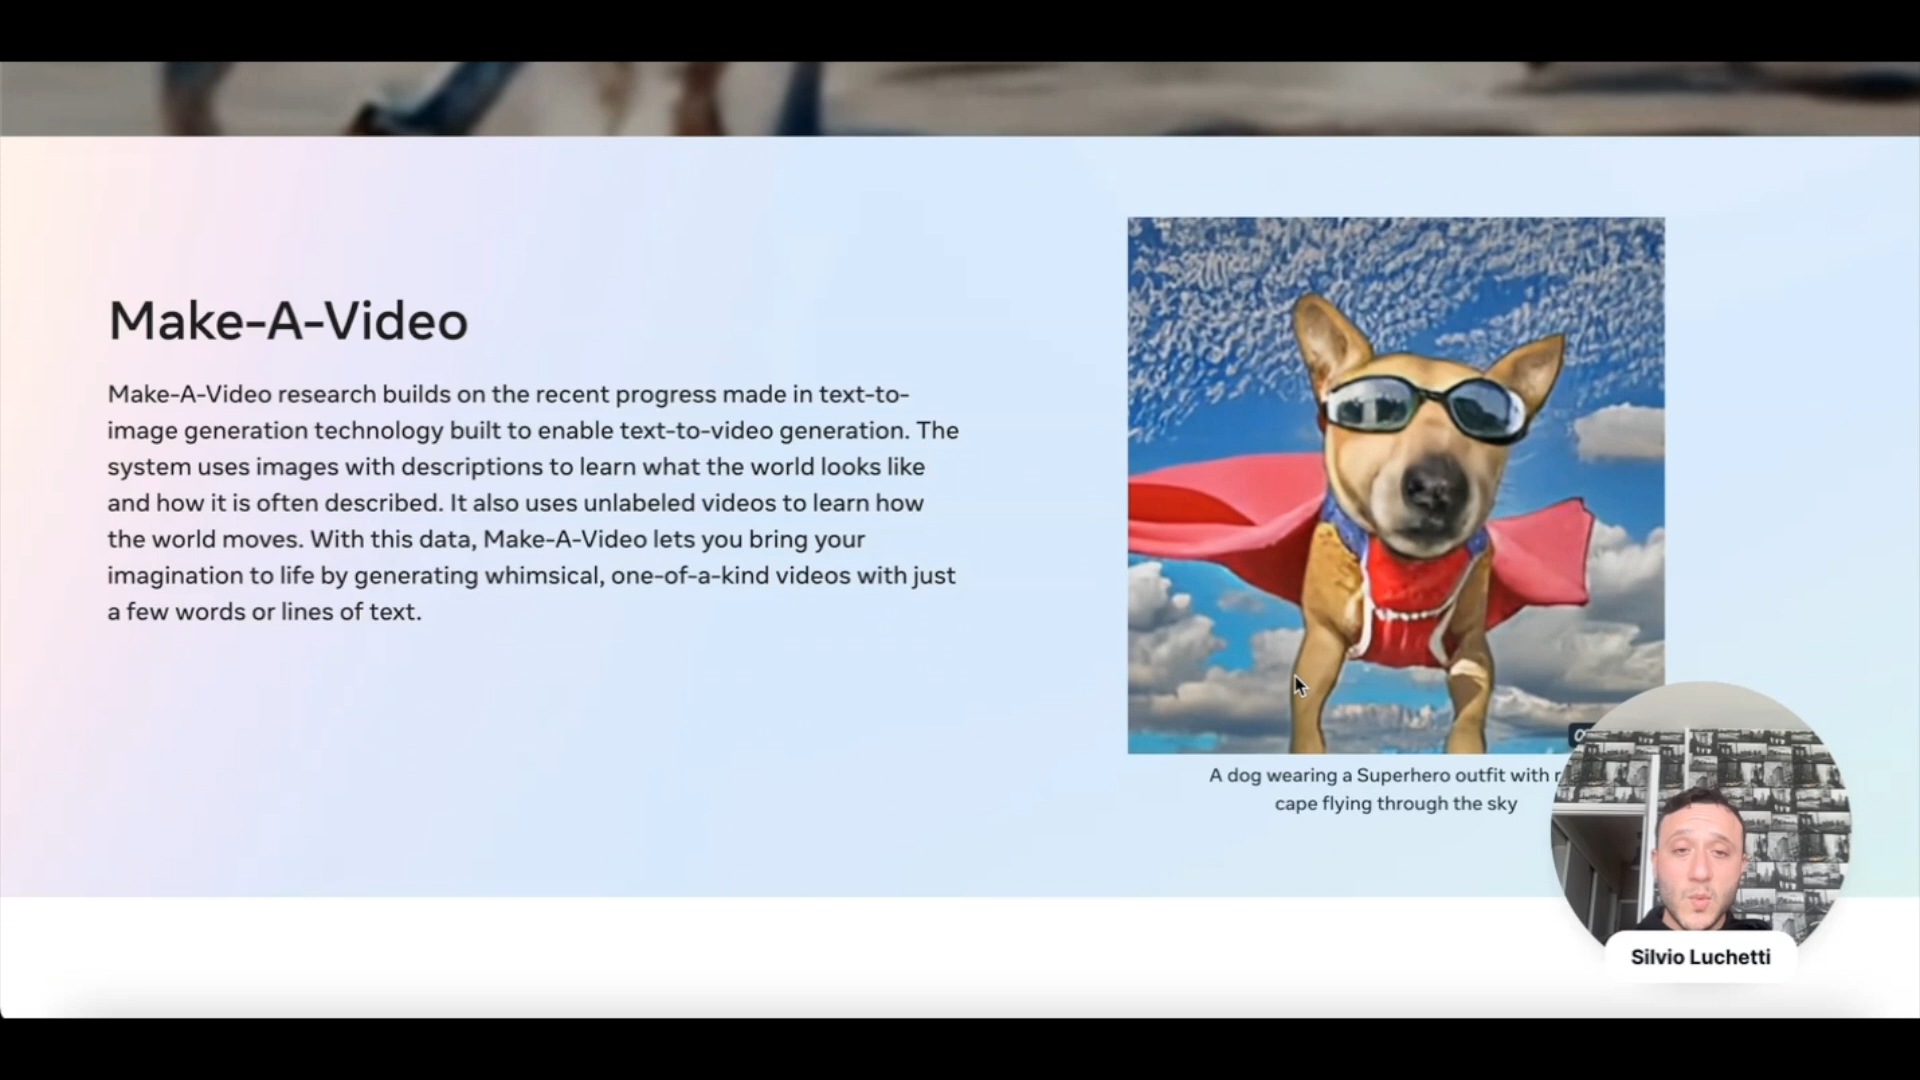 Make-A-Video
Make-A-Video research builds on the recent progress made in text-to-
image generation technology built to enable text-to-video generation. The
system uses images with descriptions to learn what the world looks like
and how it is often described. It also uses unlabeled videos to learn how
the world moves. With this data, Make-A-Video lets you bring your
imagination to life by generating whimsical, one-of-a-kind videos with just
a few words or lines of text.
A dog wearing a Superhero outfit with
cape flying through the sky
Silvio Luchetti